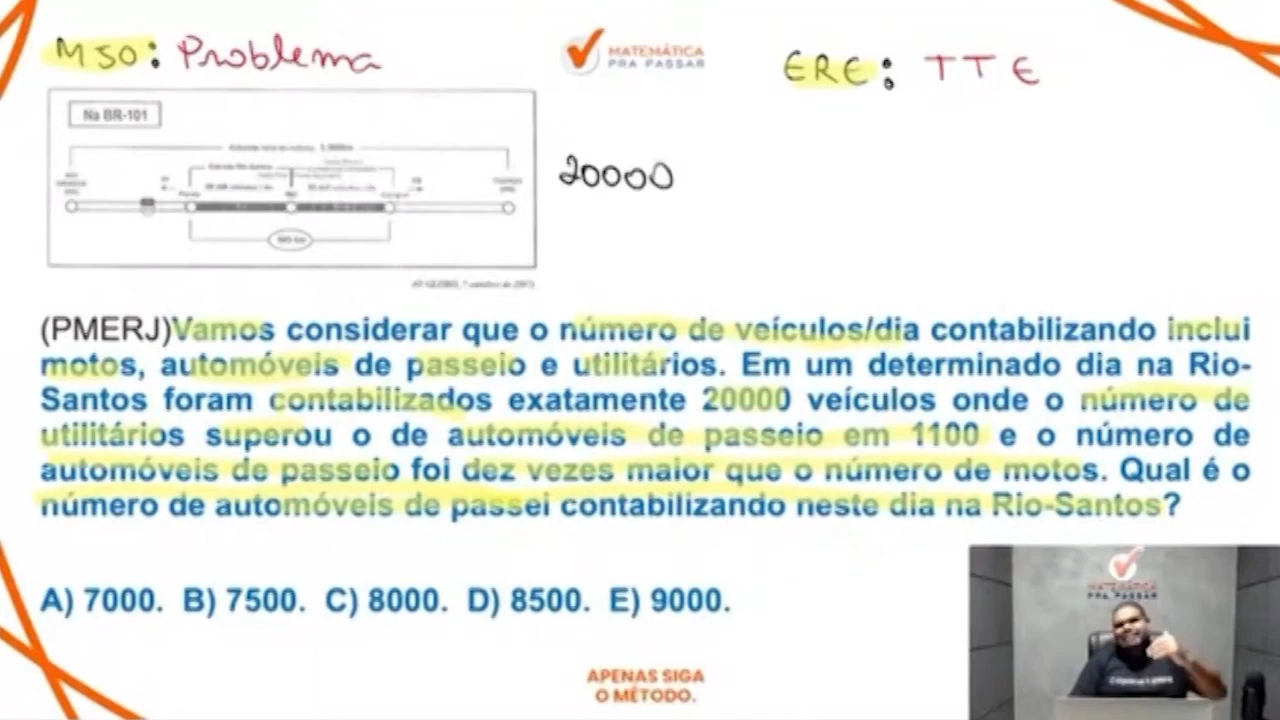 MSO: Problema
MATEMÁTICA
PRA PASSAR
ERE: TTE
Na BR-101
20000
(PMERJ)Vamos considerar que o número de veículos/dia contabilizando inclui
motos, automóveis de passeio e utilitários. Em um determinado dia na Rio-
Santos foram contabilizados exatamente 20000 veículos onde o número de
utilitários superou o de automóveis de passeio em 1100 e o número de
automóveis de passeio foi dez vezes maior que o número de motos. Qual é o
número de automóveis de passei contabilizando neste dia na Rio-Santos?
A) 7000. B) 7500. C) 8000. D) 8500. E) 9000.
MATEMÁTICA
PRA PASSAR
APENAS SIGA
O MÉTODO.